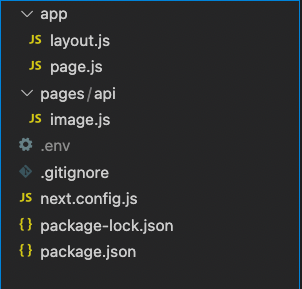 app
JS layout.js
JS page.js
pages/api
JS image.js
.env
.gitignore
JS next.config.js
{} package-lock.json
{} package.json